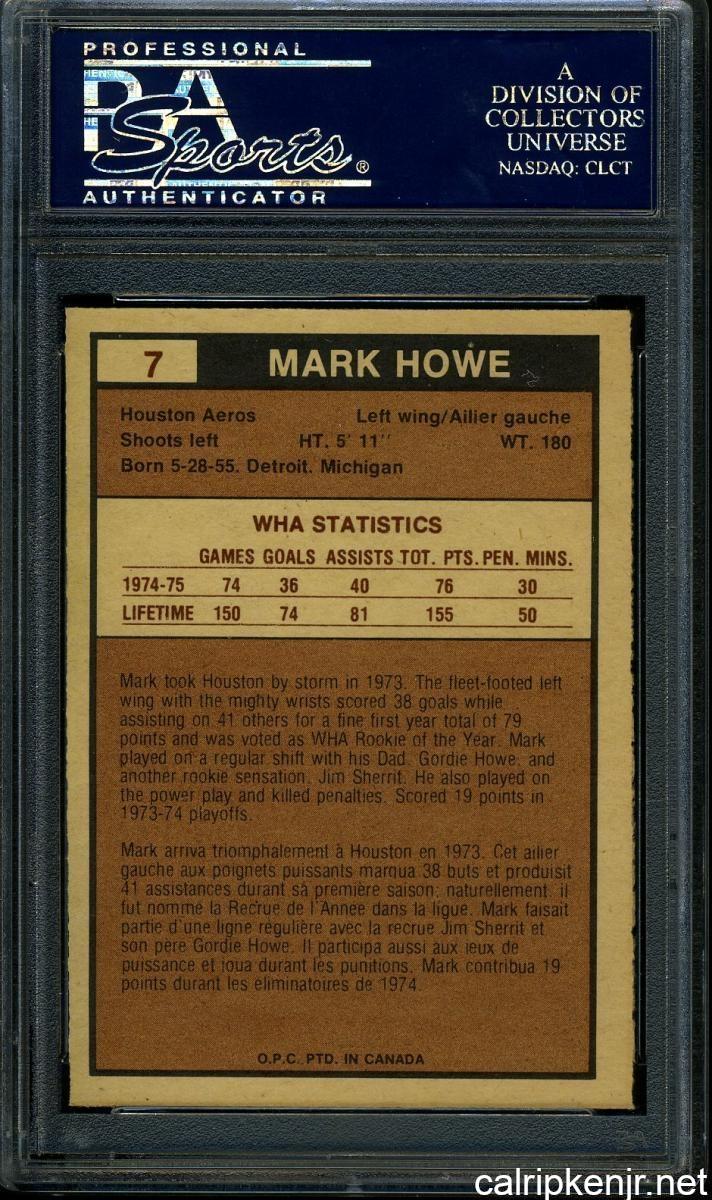 PROFESSIONAL
PSA
Sports®
AUTHENTICATOR
A
DIVISION OF
COLLECTORS
UNIVERSE
NASDAQ: CLCT
7 MARK HOWE
Houston Aeros Left wing/Ailier gauche
Shoots left HT. 5' 11'' WT. 180
Born 5-28-55. Detroit. Michigan
WHA STATISTICS
GAMES GOALS ASSISTS TOT. PTS. PEN. MINS.
1974-75 74 36 40 76 30
LIFETIME 150 74 81 155 50
Mark took Houston by storm in 1973. The fleet-footed left
wing with the mighty wrists scored 38 goals while
assisting on 41 others for a fine first year total of 79
points and was voted as WHA Rookie of the Year. Mark
played on a regular shift with his Dad. Gordie Howe. and
another rookie sensation. Jim Sherrit. He also played on
the power play and killed penalties. Scored 19 points in
1973-74 playoffs.
Mark arriva triomphalement à Houston en 1973. Cet ailier
gauche aux poignets puissants marqua 38 buts et produisit
41 assistances durant sa première saison; naturellement. il
fut nommé la Recrue de l'Année dans la ligue. Mark faisait
partie d'une ligne régulière avec la recrue Jim Sherrit et
son père Gordie Howe. Il participa aussi aux jeux de
puissance et joua durant les punitions. Mark contribua 19
points durant les eliminatoires de 1974.
O.P.C. PTD. IN CANADA
calripkenjr.net